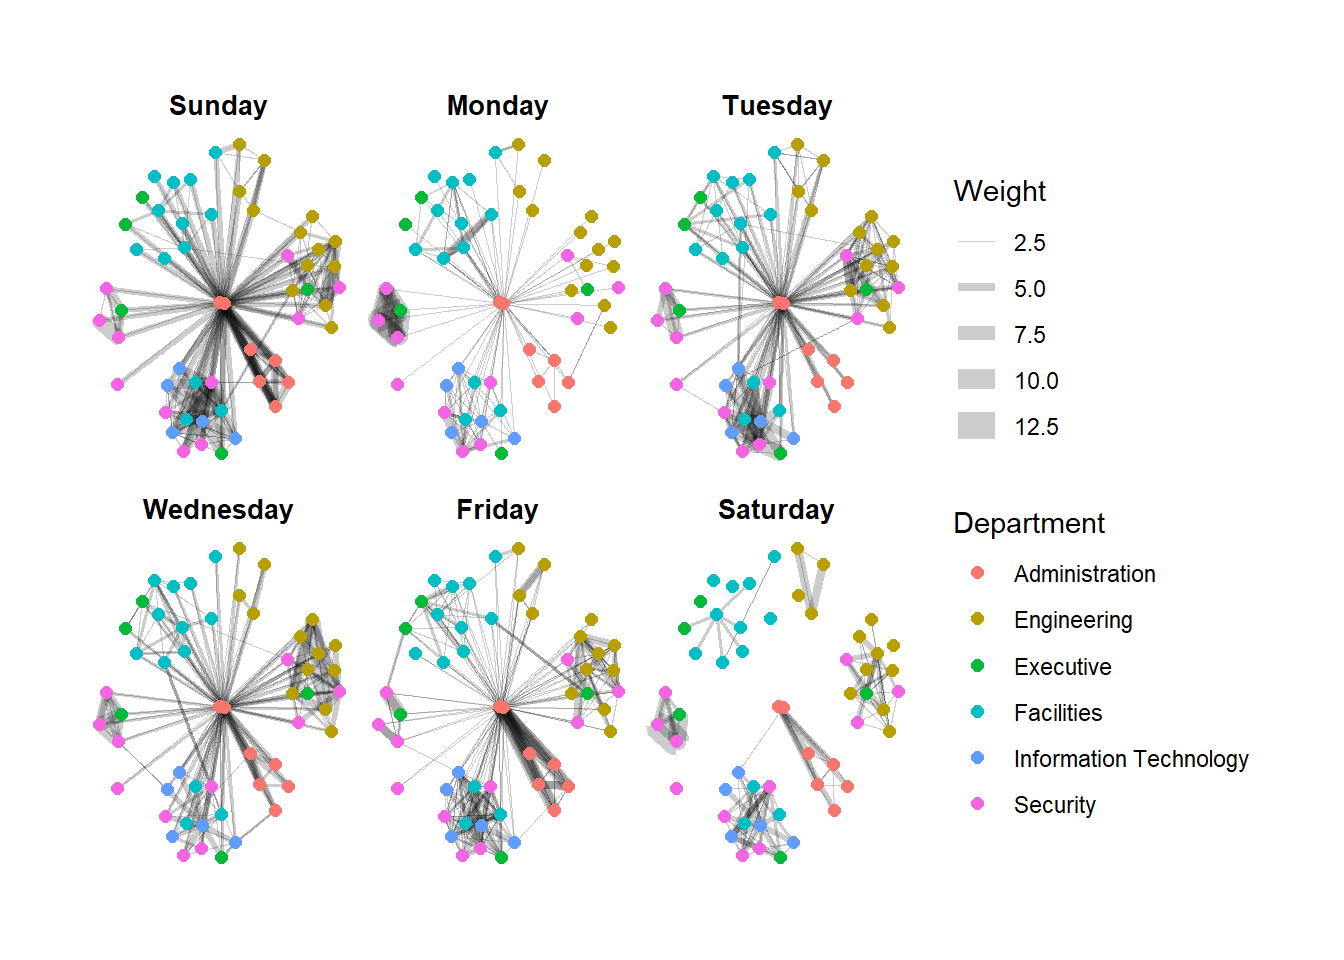 Sunday
Monday
Tuesday
Wednesday
Friday
Saturday
Weight
2.5
5.0
7.5
10.0
12.5
Department
Administration
Engineering
Executive
Facilities
Information Technology
Security